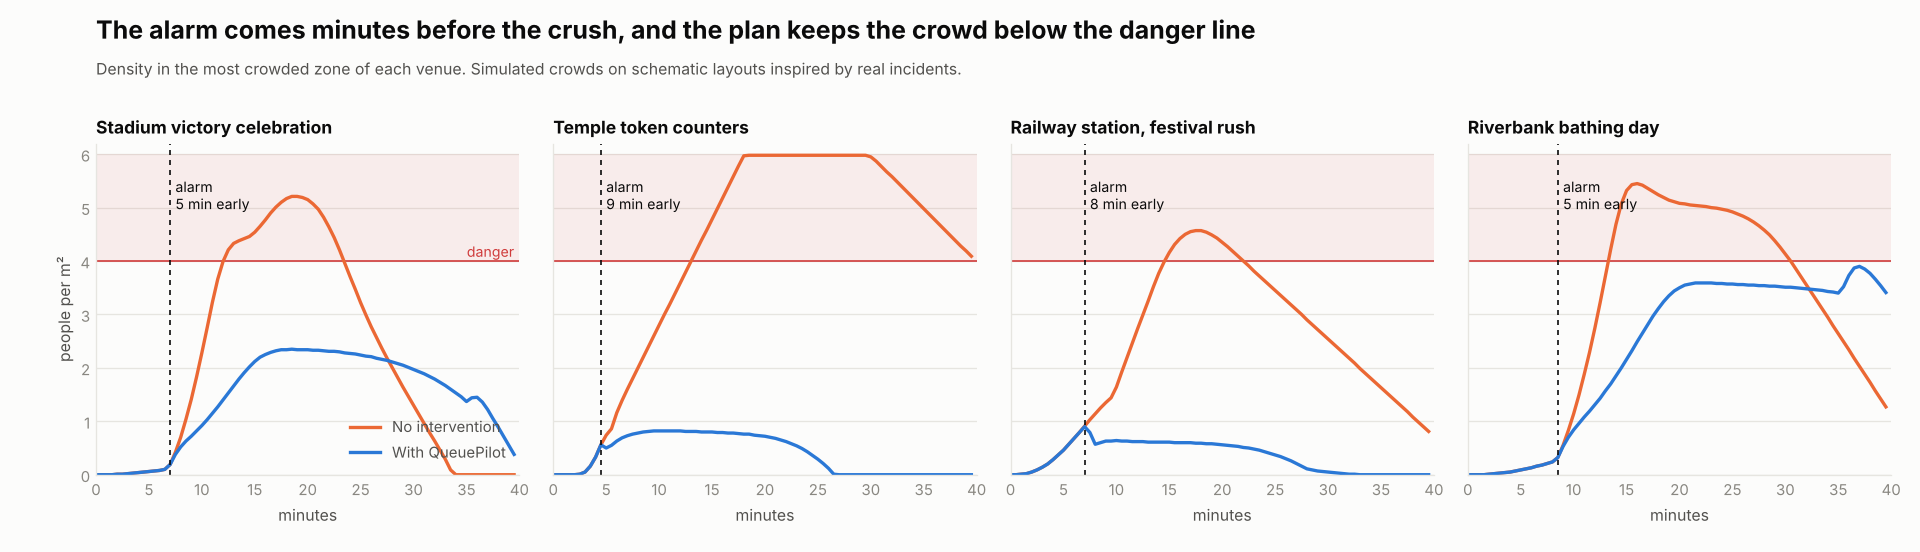 The alarm comes minutes before the crush, and the plan keeps the crowd below the danger line
Density in the most crowded zone of each venue. Simulated crowds on schematic layouts inspired by real incidents.
Stadium victory celebration
6
5
4
3
2
1
0
people per m²
alarm
5 min early
danger
No intervention
With QueuePilot
0 5 10 15 20 25 30 35 40
minutes
Temple token counters
alarm
9 min early
0 5 10 15 20 25 30 35 40
minutes
Railway station, festival rush
alarm
8 min early
0 5 10 15 20 25 30 35 40
minutes
Riverbank bathing day
alarm
5 min early
0 5 10 15 20 25 30 35 40
minutes